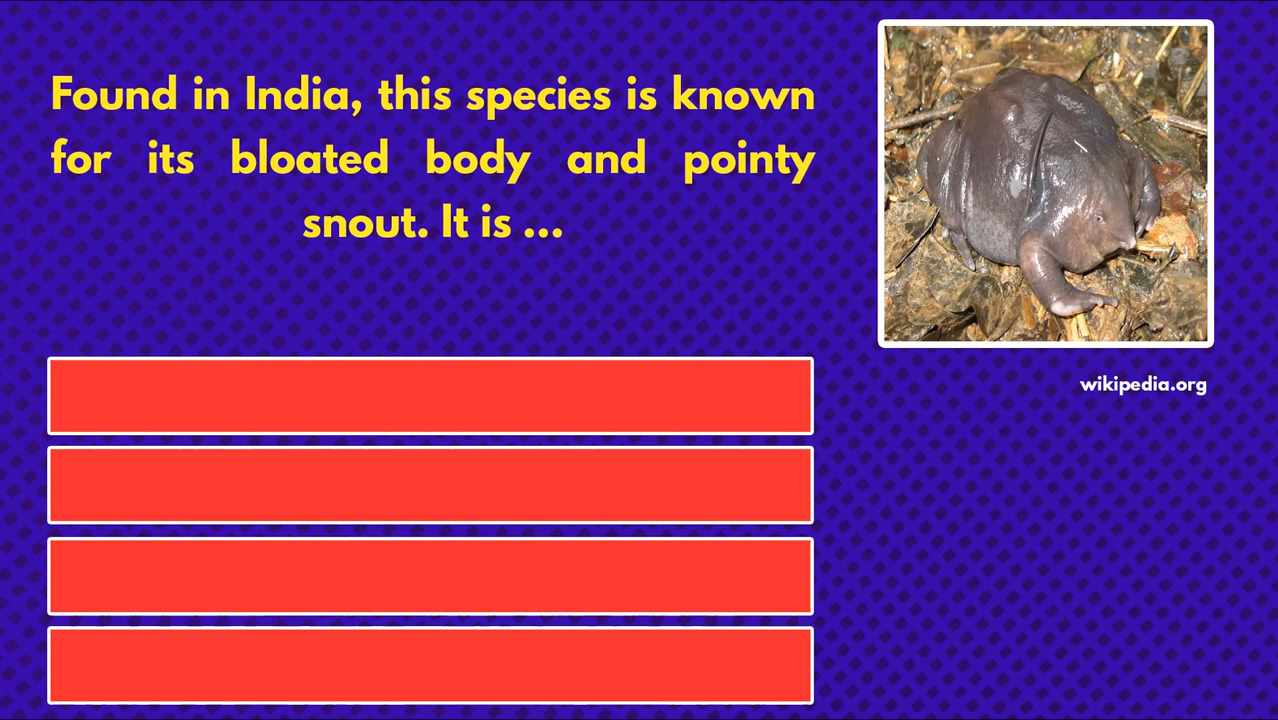 Found in India, this species is known
for its bloated body and pointy
snout. It is ...
wikipedia.org